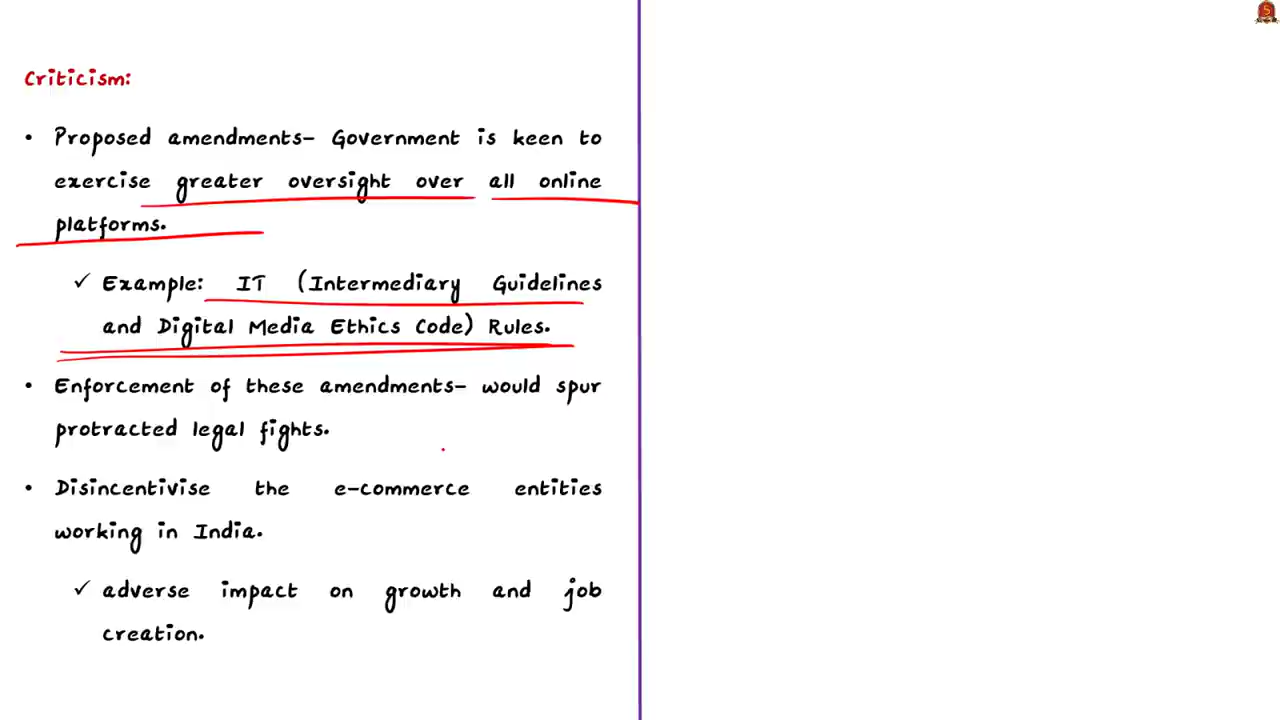 Criticism:
• Proposed amendments- Government is keen to
exercise greater oversight over all online
platforms.
✓ Example: IT (Intermediary Guidelines
and Digital Media Ethics Code) Rules.
• Enforcement of these amendments- would spur
protracted legal fights.
• Disincentivise the e-commerce entities
working in India.
✓ adverse impact on growth and job
creation.